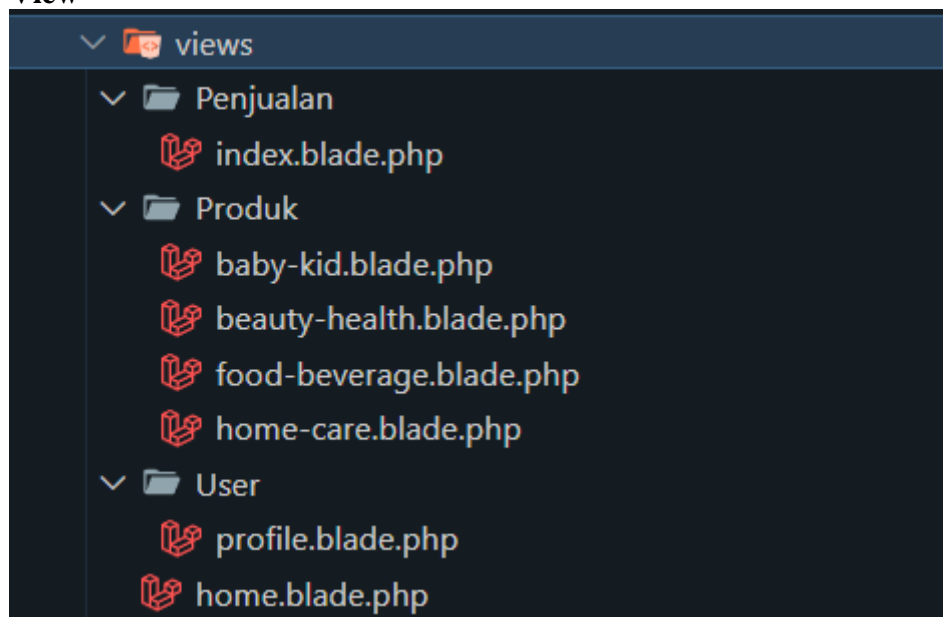 View
views
Penjualan
index.blade.php
Produk
baby-kid.blade.php
beauty-health.blade.php
food-beverage.blade.php
home-care.blade.php
User
profile.blade.php
home.blade.php